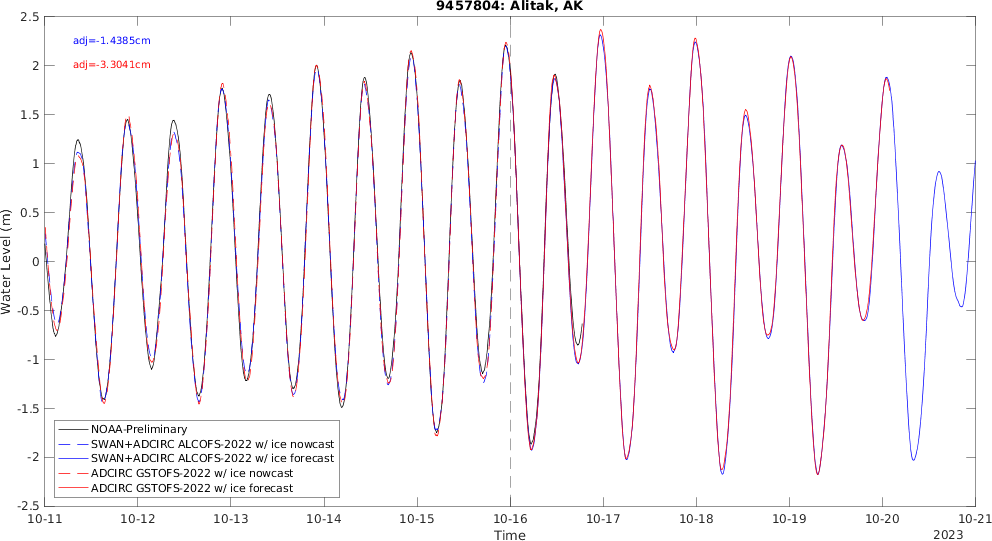 9457804: Alitak, AK
2.5
2
1.5
1
0.5
0
-0.5
-1
-1.5
-2
-2.5
Water Level (m)
adj=-1.4385cm
adj=-3.3041cm
NOAA-Preliminary
SWAN+ADCIRC ALCOFS-2022 w/ ice nowcast
SWAN+ADCIRC ALCOFS-2022 w/ ice forecast
ADCIRC GSTOFS-2022 w/ ice nowcast
ADCIRC GSTOFS-2022 w/ ice forecast
10-11 10-12 10-13 10-14 10-15 10-16 10-17 10-18 10-19 10-20 10-21
Time
2023